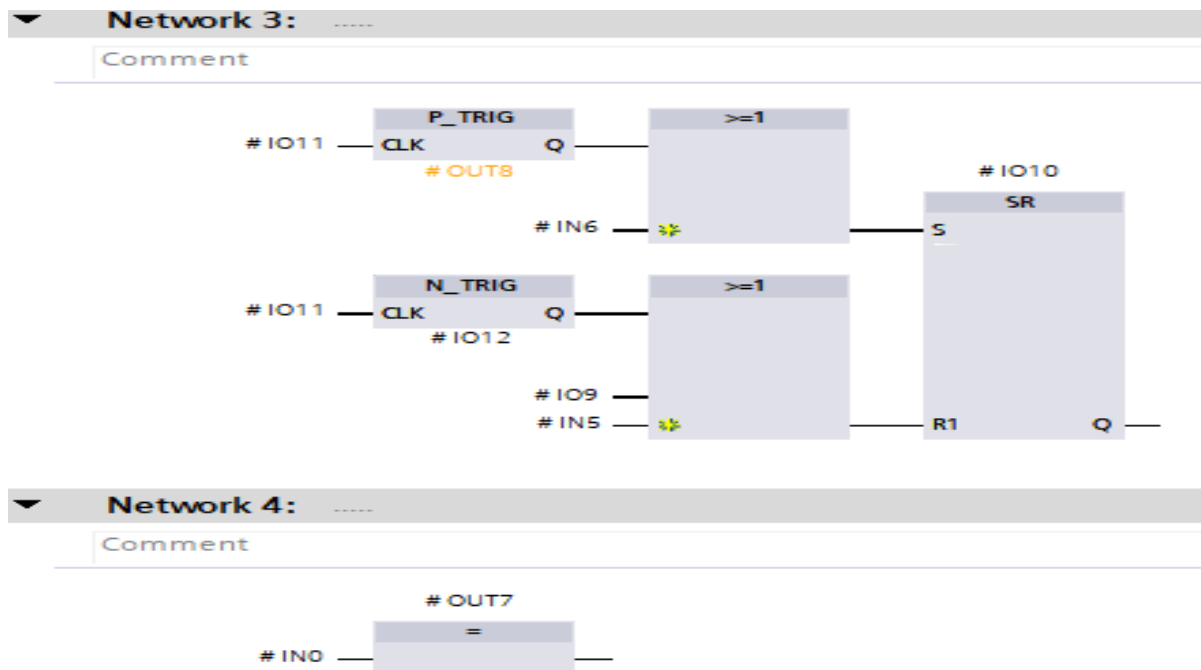 Network 3: .....
Comment
P_TRIG >=1
#IO11 CLK Q
#OUT8 #IO10
SR
#IN6 S
N_TRIG >=1
#IO11 CLK Q
#IO12
#IO9
#IN5 R1 Q
Network 4: .....
Comment
#OUT7
=
#IN0